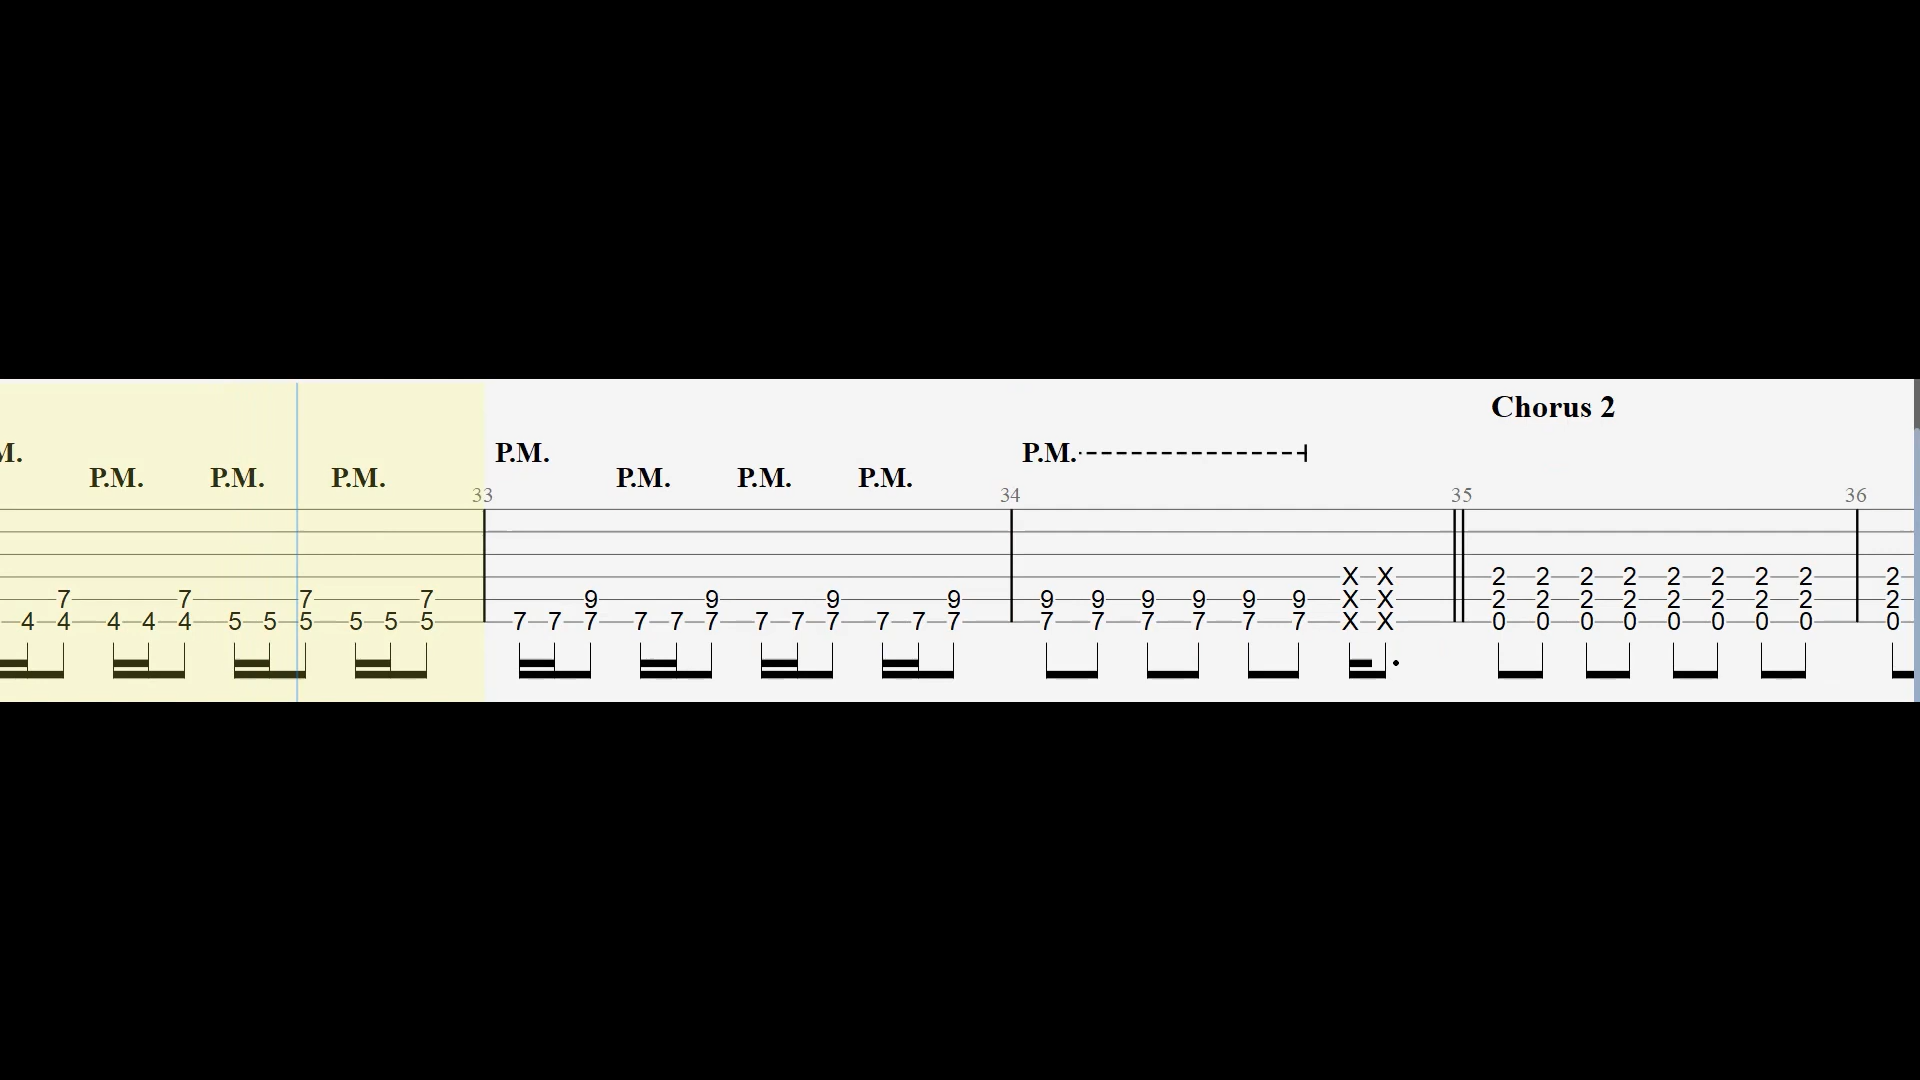 Chorus 2
M. P.M. P.M. P.M. P.M. P.M. P.M. P.M. P.M.
33 34 35 36
X X 2 2 2 2 2 2 2 2 2
7 7 7 7 9 9 9 9 9 9 9 9 9 9 X X 2 2 2 2 2 2 2 2 2
4 4 4 4 4 5 5 5 5 5 5 7 7 7 7 7 7 7 7 7 7 7 7 7 7 7 7 7 7 X X 0 0 0 0 0 0 0 0 0